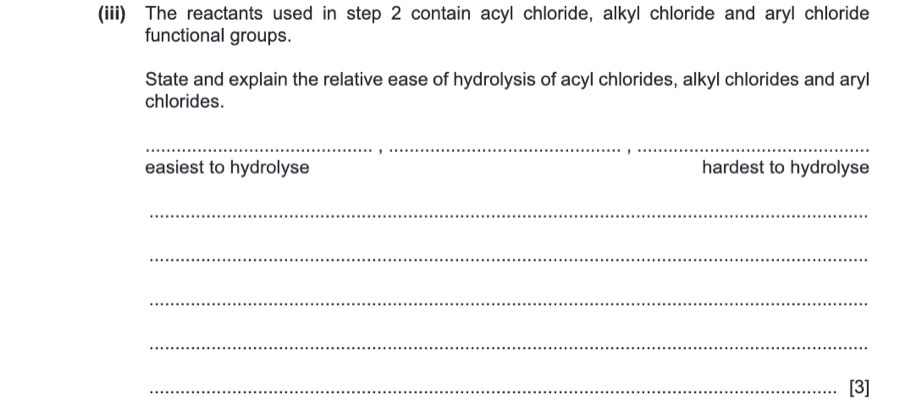 (iii) The reactants used in step 2 contain acyl chloride, alkyl chloride and aryl chloride
functional groups.
State and explain the relative ease of hydrolysis of acyl chlorides, alkyl chlorides and aryl
chlorides.
........................................ , ........................................ , ........................................
easiest to hydrolyse hardest to hydrolyse
................................................................................
................................................................................
................................................................................
................................................................................
................................................................................ [3]